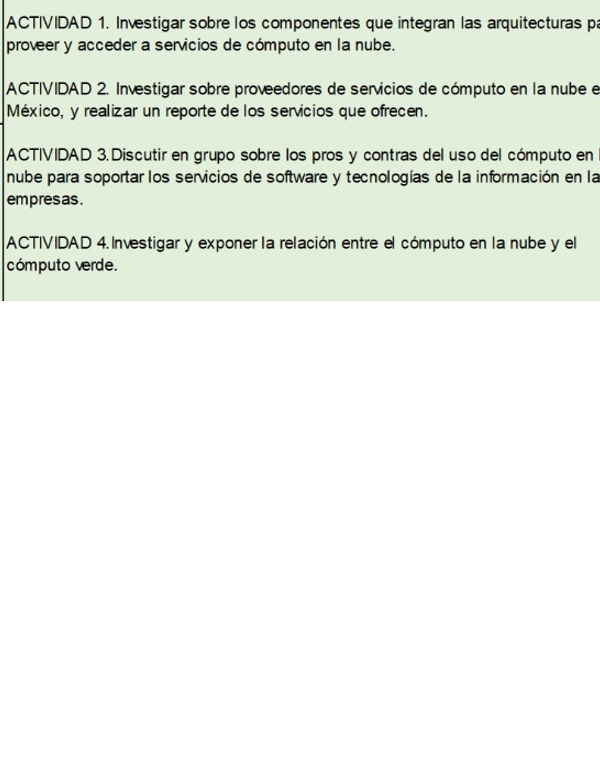 ACTIVIDAD 1. Investigar sobre los componentes que integran las arquitecturas pa
proveer y acceder a servicios de cómputo en la nube.
ACTIVIDAD 2. Investigar sobre proveedores de servicios de cómputo en la nube e
México, y realizar un reporte de los servicios que ofrecen.
ACTIVIDAD 3.Discutir en grupo sobre los pros y contras del uso del cómputo en l
nube para soportar los servicios de software y tecnologías de la información en la
empresas.
ACTIVIDAD 4.Investigar y exponer la relación entre el cómputo en la nube y el
cómputo verde.